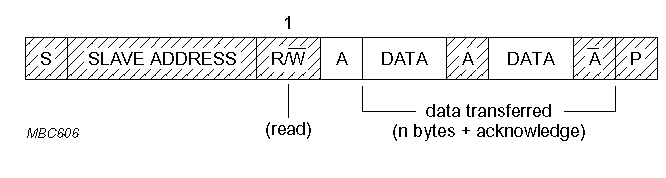 1
S SLAVE ADDRESS R/W̅ A DATA A DATA A̅ P
data transferred
(read) (n bytes + acknowledge)
MBC606